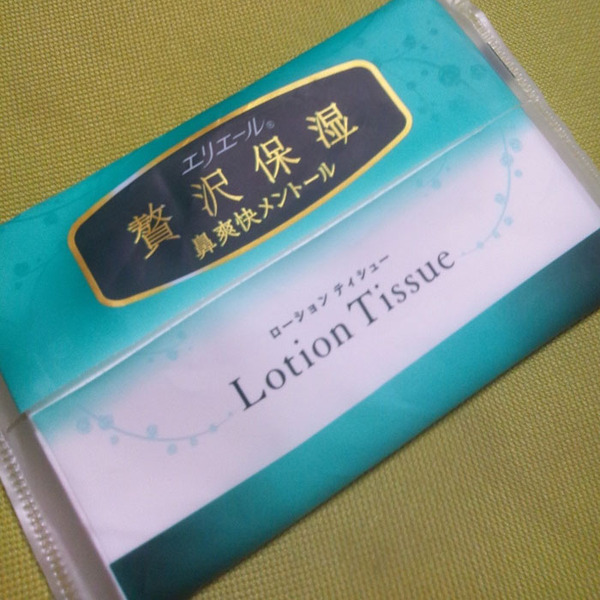 エリエール®
贅沢保湿
鼻爽快メントール
ローション ティシュー
Lotion Tissue